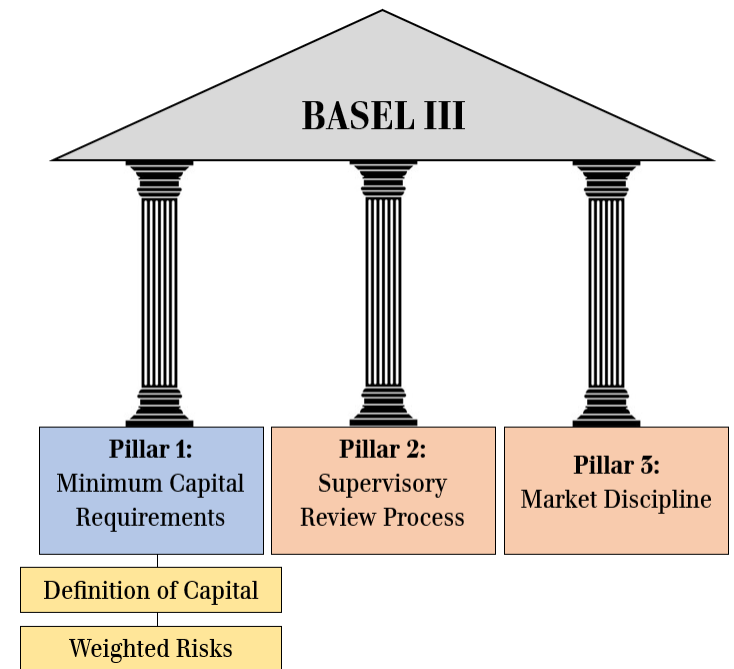 BASEL III
Pillar 1:
Minimum Capital
Requirements
Pillar 2:
Supervisory
Review Process
Pillar 3:
Market Discipline
Definition of Capital
Weighted Risks